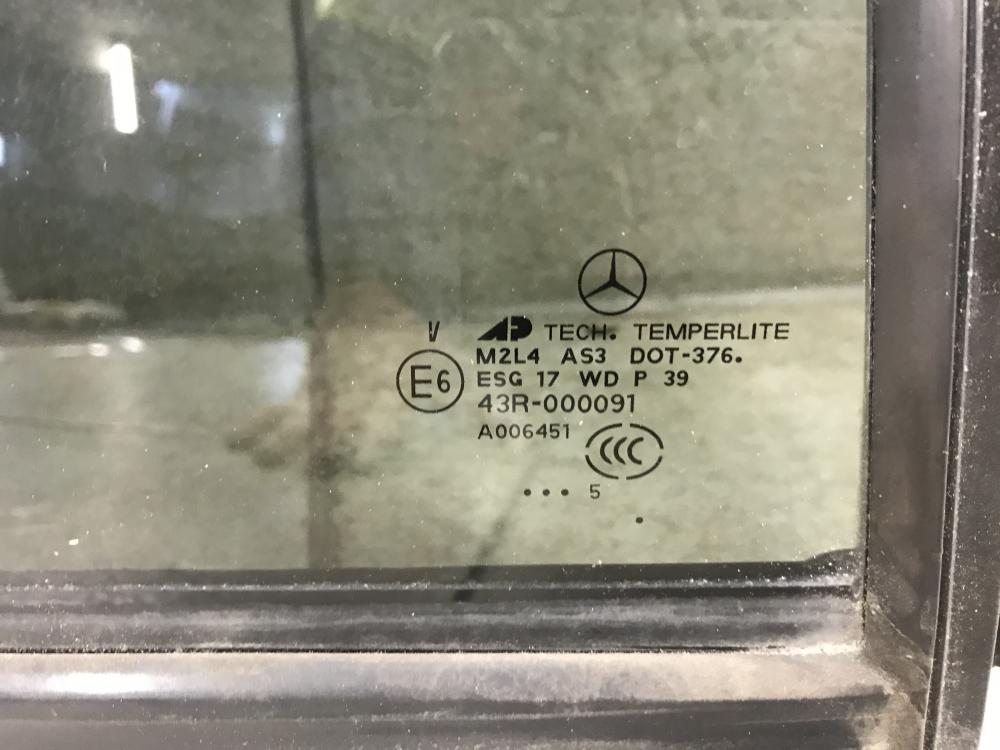 V AP TECH. TEMPERLITE
M2L4 AS3 DOT-376.
E6 ESG 17 WD P 39
43R-000091
A006451 CCC
••• 5
•